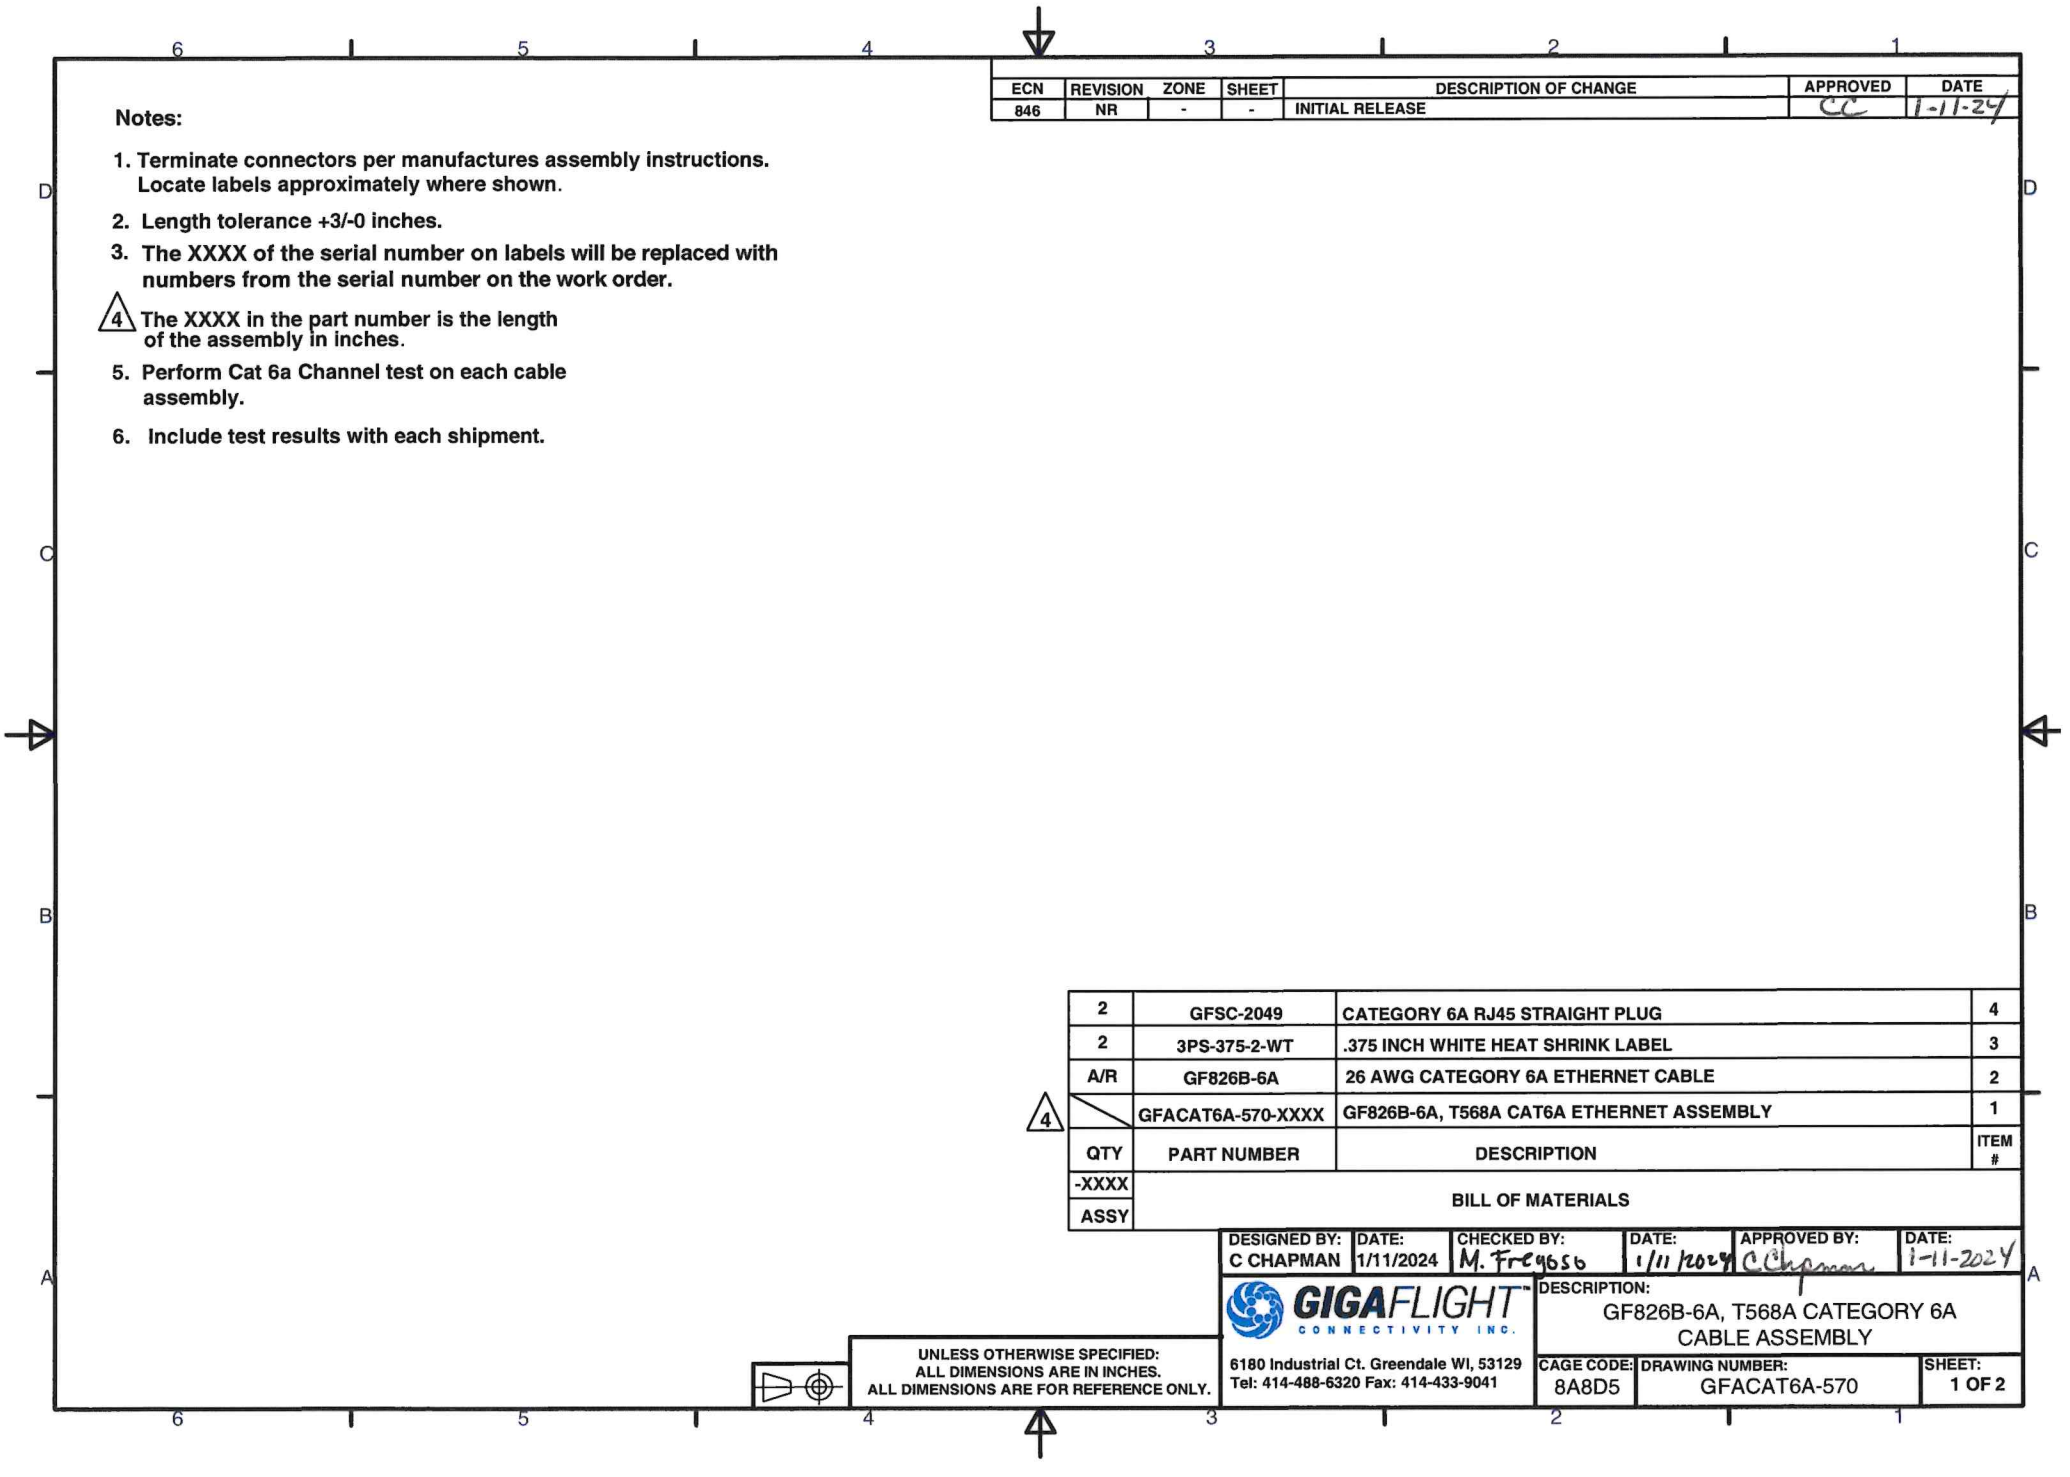 6 5 4 3 2 1
ECN REVISION ZONE SHEET DESCRIPTION OF CHANGE APPROVED DATE
846 NR - - INITIAL RELEASE CC 1-11-24
Notes:
1. Terminate connectors per manufactures assembly instructions.
Locate labels approximately where shown.
D D
2. Length tolerance +3/-0 inches.
3. The XXXX of the serial number on labels will be replaced with
numbers from the serial number on the work order.
4 The XXXX in the part number is the length
of the assembly in inches.
5. Perform Cat 6a Channel test on each cable
assembly.
6. Include test results with each shipment.
C C
B B
2 GFSC-2049 CATEGORY 6A RJ45 STRAIGHT PLUG 4
2 3PS-375-2-WT .375 INCH WHITE HEAT SHRINK LABEL 3
A/R GF826B-6A 26 AWG CATEGORY 6A ETHERNET CABLE 2
4 GFACAT6A-570-XXXX GF826B-6A, T568A CAT6A ETHERNET ASSEMBLY 1
QTY PART NUMBER DESCRIPTION ITEM #
-XXXX
BILL OF MATERIALS
ASSY
DESIGNED BY: DATE: CHECKED BY: DATE: APPROVED BY: DATE:
C CHAPMAN 1/11/2024 M. Fregoso 1/11/2024 C Chapman 1-11-2024
A A
GIGAFLIGHT™
CONNECTIVITY INC.
6180 Industrial Ct. Greendale WI, 53129
Tel: 414-488-6320 Fax: 414-433-9041
DESCRIPTION:
GF826B-6A, T568A CATEGORY 6A
CABLE ASSEMBLY
UNLESS OTHERWISE SPECIFIED:
ALL DIMENSIONS ARE IN INCHES.
ALL DIMENSIONS ARE FOR REFERENCE ONLY.
CAGE CODE: DRAWING NUMBER: SHEET:
8A8D5 GFACAT6A-570 1 OF 2
6 5 4 3 2 1